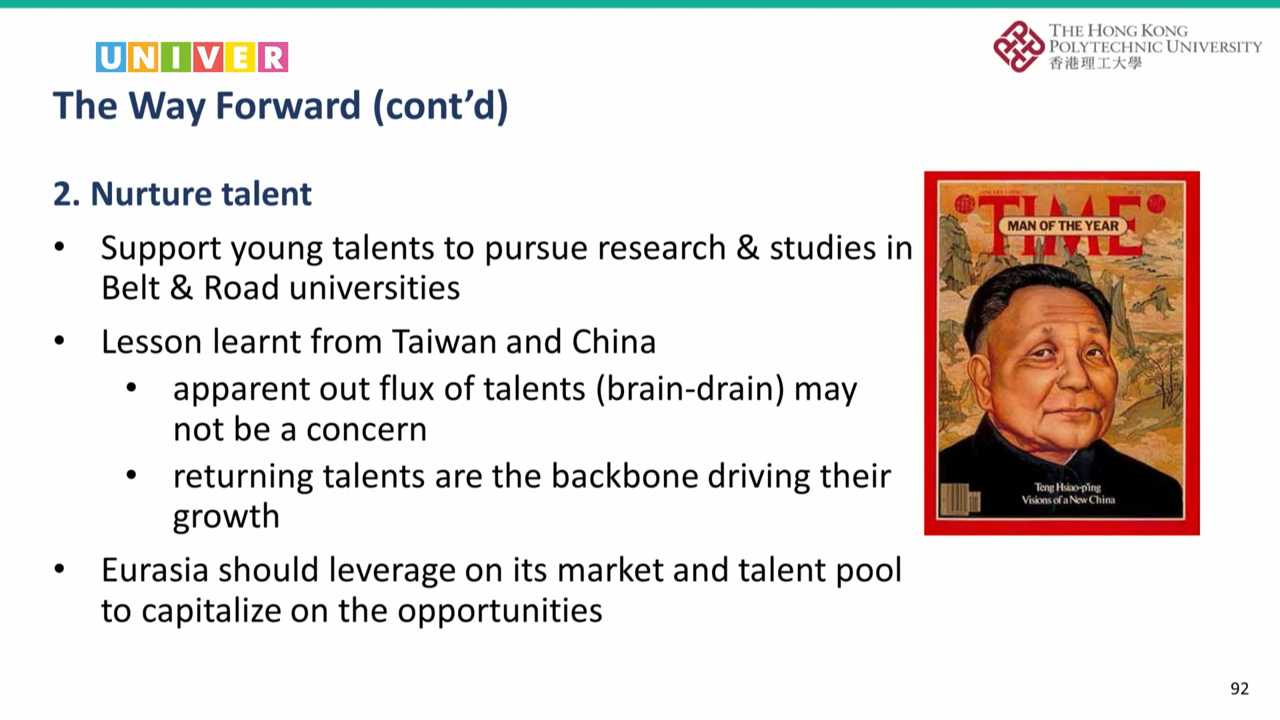 UNIVER
THE HONG KONG
POLYTECHNIC UNIVERSITY
香港理工大學
The Way Forward (cont’d)
2. Nurture talent
• Support young talents to pursue research & studies in
Belt & Road universities
• Lesson learnt from Taiwan and China
• apparent out flux of talents (brain-drain) may
not be a concern
• returning talents are the backbone driving their
growth
• Eurasia should leverage on its market and talent pool
to capitalize on the opportunities
TIME
MAN OF THE YEAR
Teng Hsiao-p'ing
Visions of a New China
92